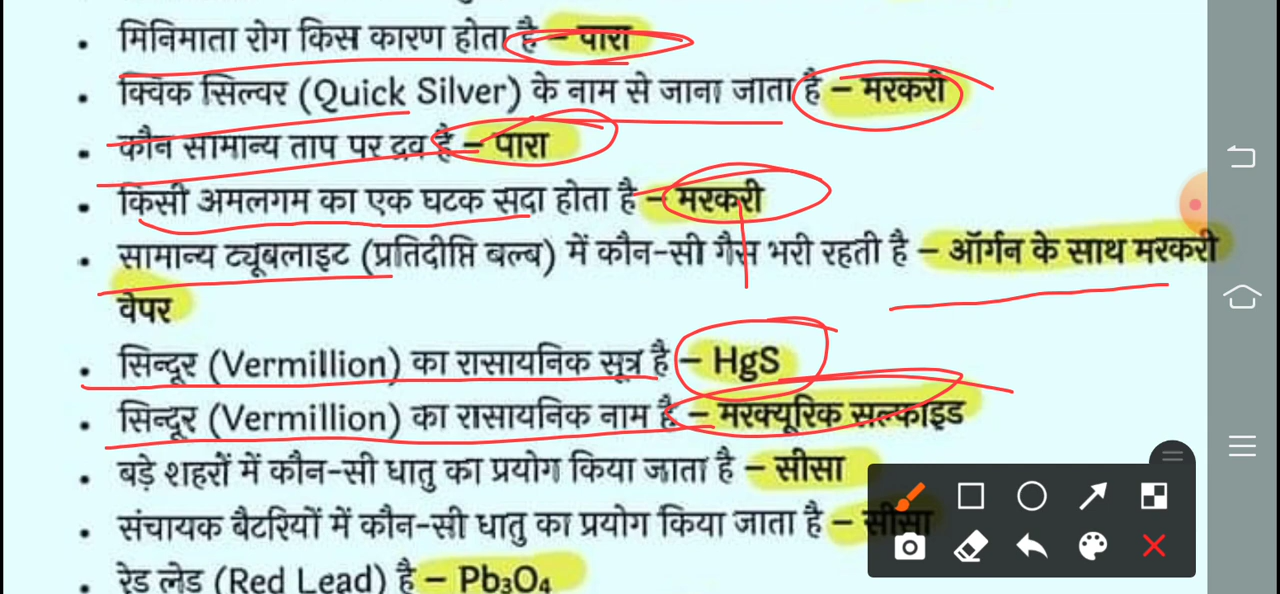 • मिनिमाता रोग किस कारण होता है – पारा
• क्विक सिल्वर (Quick Silver) के नाम से जाना जाता है – मरकरी
• कौन सामान्य ताप पर द्रव है – पारा
• किसी अमलगम का एक घटक सदा होता है – मरकरी
• सामान्य ट्यूबलाइट (प्रतिदीप्ति बल्ब) में कौन-सी गैस भरी रहती है – ऑर्गन के साथ मरकरी
वेपर
• सिन्दूर (Vermillion) का रासायनिक सूत्र है – HgS
• सिन्दूर (Vermillion) का रासायनिक नाम है – मरक्यूरिक सल्फाइड
• बड़े शहरों में कौन-सी धातु का प्रयोग किया जाता है – सीसा
• संचायक बैटरियों में कौन-सी धातु का प्रयोग किया जाता है – सीसा
• रेड लेड (Red Lead) है – Pb₃O₄